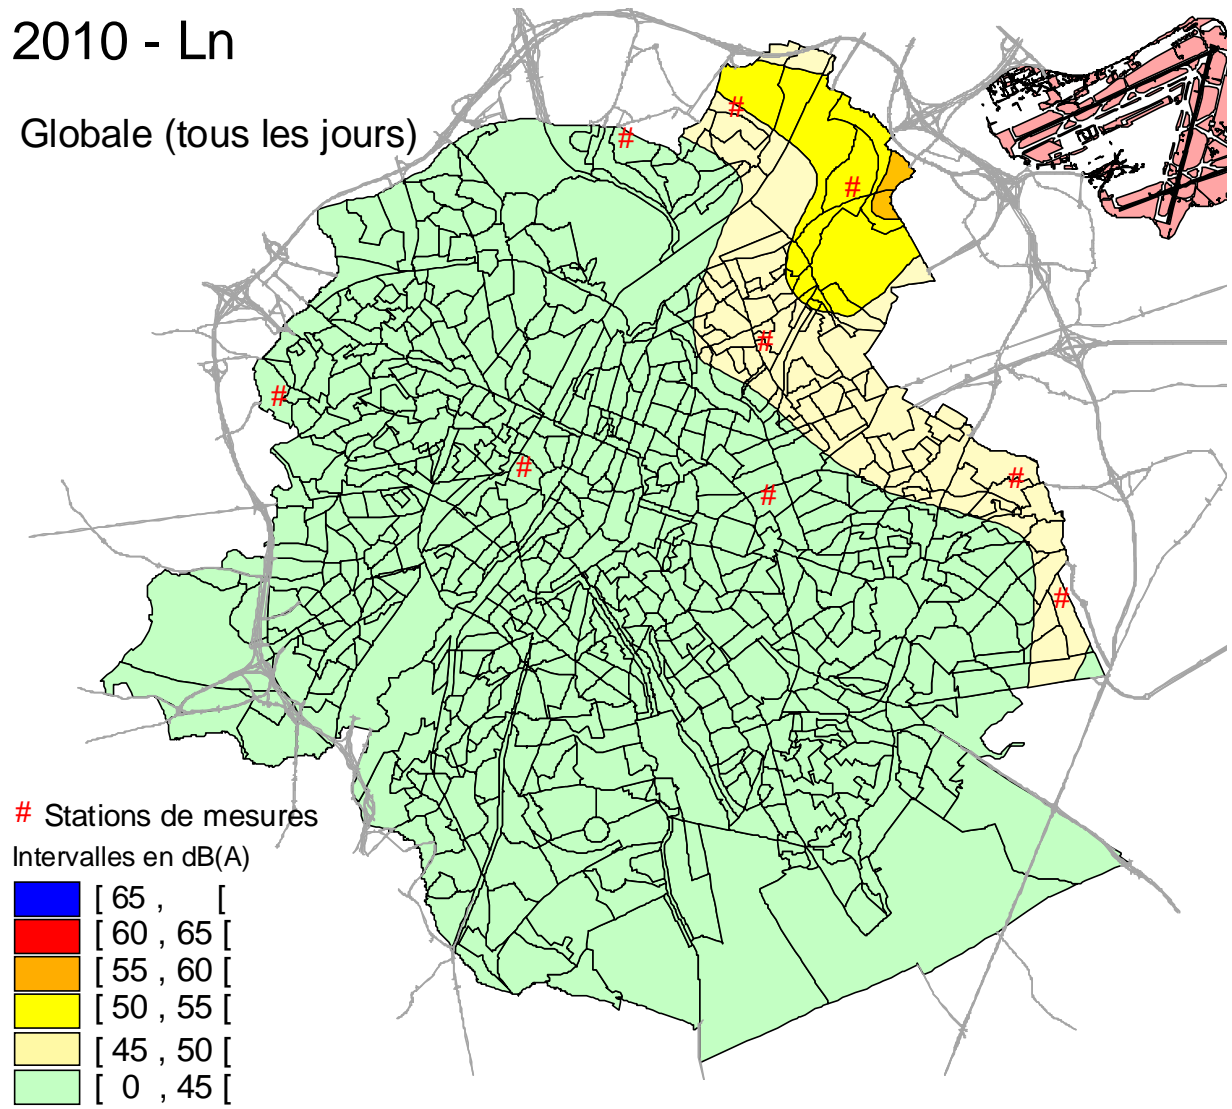 2010 - Ln
Globale (tous les jours)
# Stations de mesures
Intervalles en dB(A)
[ 65 , [
[ 60 , 65 [
[ 55 , 60 [
[ 50 , 55 [
[ 45 , 50 [
[ 0 , 45 [